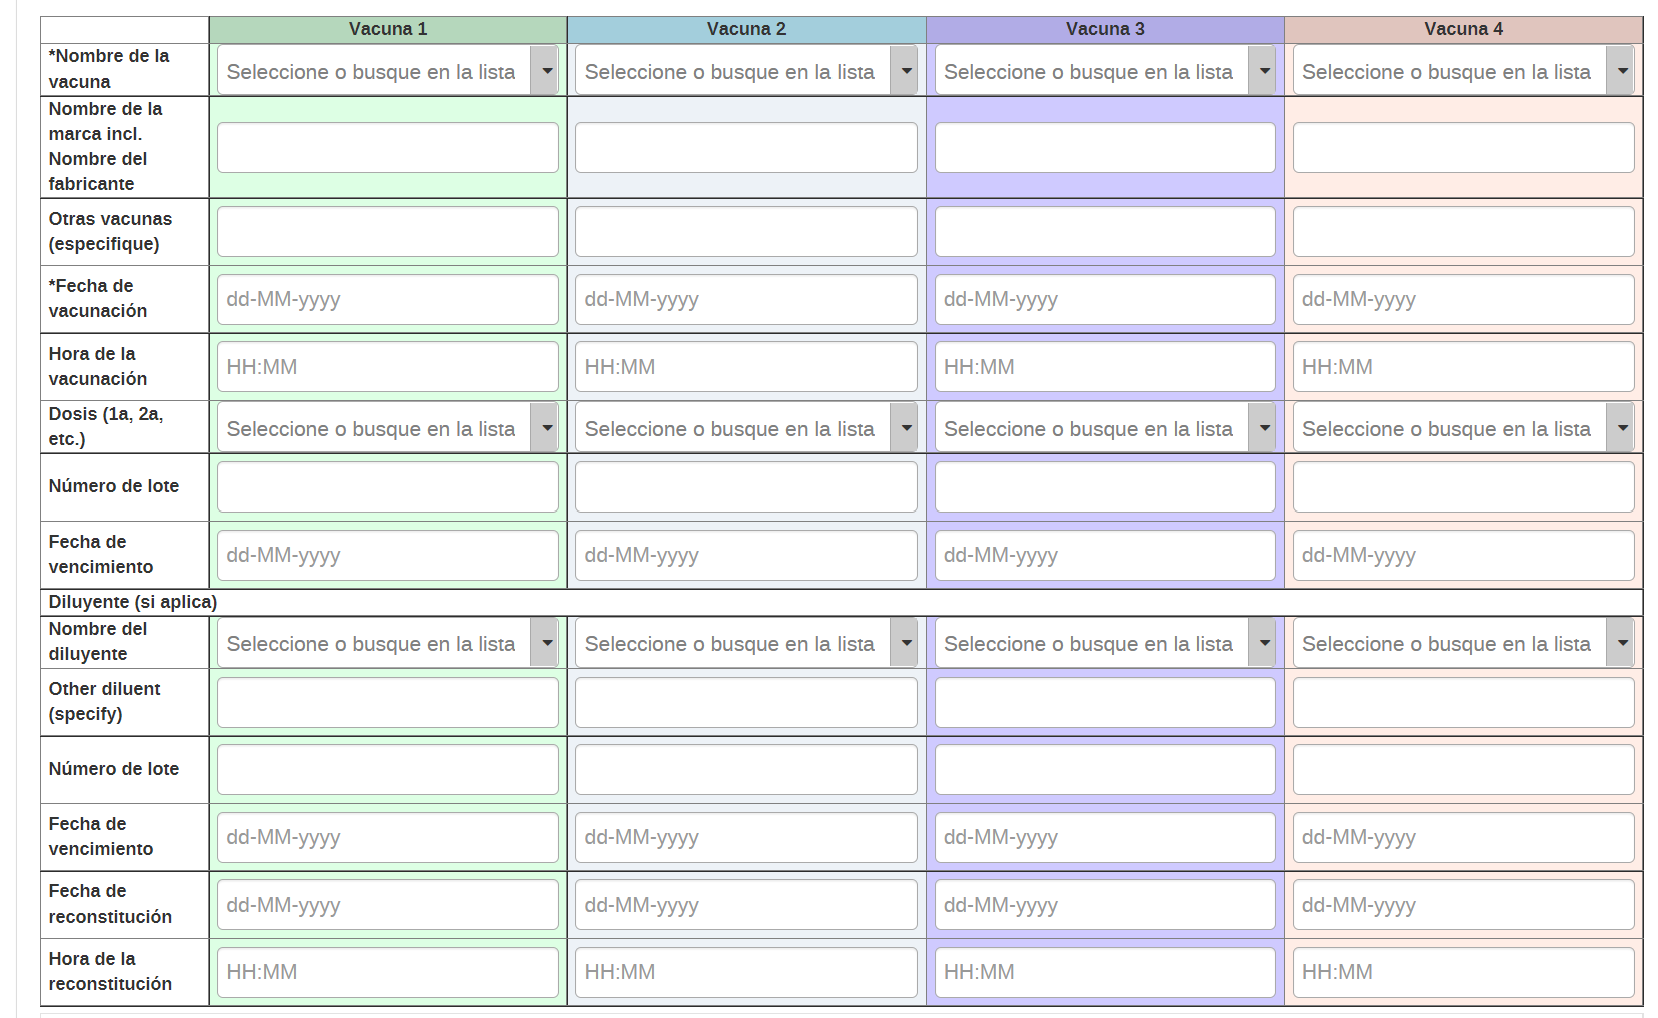 Vacuna 1 Vacuna 2 Vacuna 3 Vacuna 4
*Nombre de la
vacuna
Seleccione o busque en la lista Seleccione o busque en la lista Seleccione o busque en la lista Seleccione o busque en la lista
Nombre de la
marca incl.
Nombre del
fabricante
Otras vacunas
(especifique)
*Fecha de
vacunación
dd-MM-yyyy dd-MM-yyyy dd-MM-yyyy dd-MM-yyyy
Hora de la
vacunación
HH:MM HH:MM HH:MM HH:MM
Dosis (1a, 2a,
etc.)
Seleccione o busque en la lista Seleccione o busque en la lista Seleccione o busque en la lista Seleccione o busque en la lista
Número de lote
Fecha de
vencimiento
dd-MM-yyyy dd-MM-yyyy dd-MM-yyyy dd-MM-yyyy
Diluyente (si aplica)
Nombre del
diluyente
Seleccione o busque en la lista Seleccione o busque en la lista Seleccione o busque en la lista Seleccione o busque en la lista
Other diluent
(specify)
Número de lote
Fecha de
vencimiento
dd-MM-yyyy dd-MM-yyyy dd-MM-yyyy dd-MM-yyyy
Fecha de
reconstitución
dd-MM-yyyy dd-MM-yyyy dd-MM-yyyy dd-MM-yyyy
Hora de la
reconstitución
HH:MM HH:MM HH:MM HH:MM